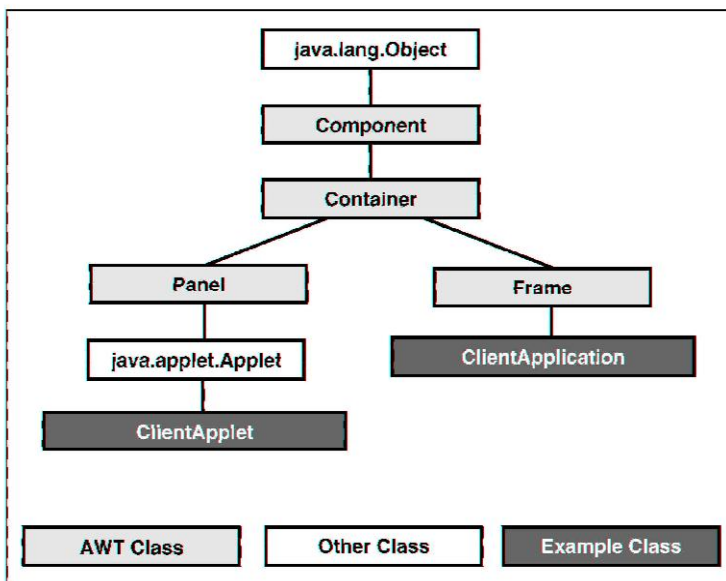 java.lang.Object
Component
Container
Panel
Frame
java.applet.Applet
ClientApplication
ClientApplet
AWT Class
Other Class
Example Class